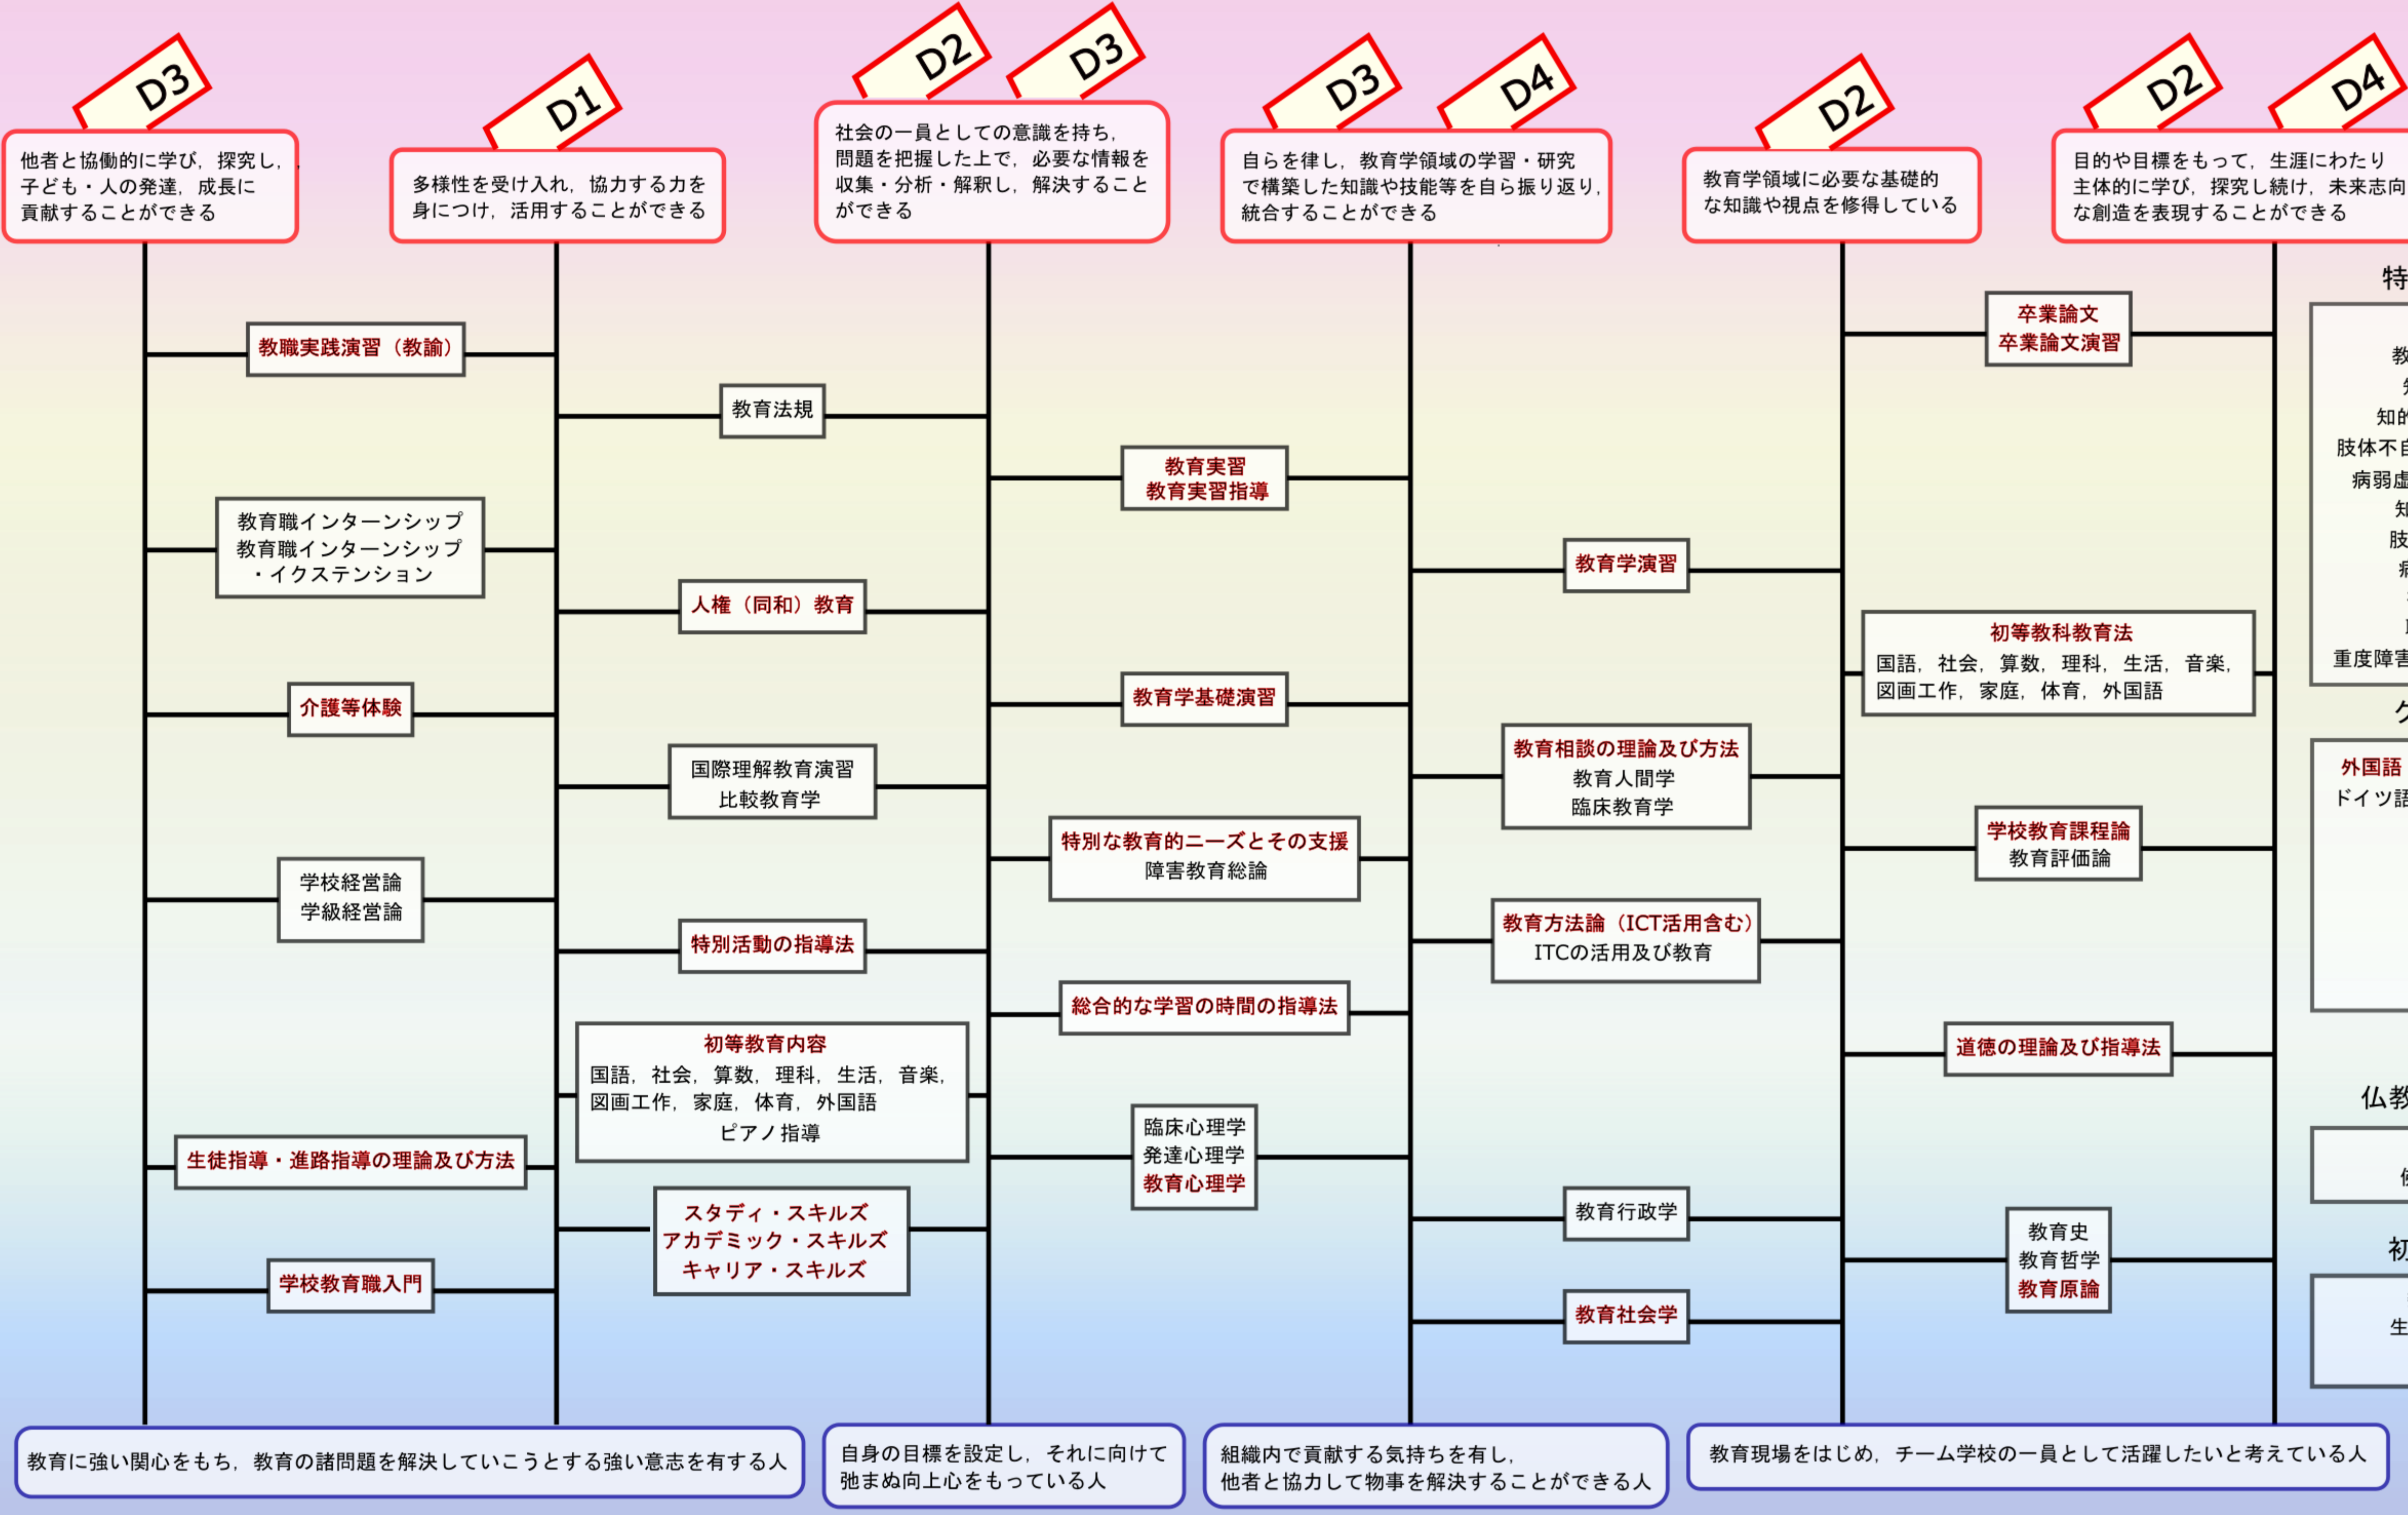 D3
他者と協働的に学び，探究し，
子ども・人の発達，成長に
貢献することができる
D1
多様性を受け入れ，協力する力を
身につけ，活用することができる
D2
D3
社会の一員としての意識を持ち，
問題を把握した上で，必要な情報を
収集・分析・解釈し，解決すること
ができる
D3
D4
自らを律し，教育学領域の学習・研究
で構築した知識や技能等を自ら振り返り，
統合することができる
D2
教育学領域に必要な基礎的
な知識や視点を修得している
D2
D4
目的や目標をもって，生涯にわたり
主体的に学び，探究し続け，未来志向
な創造を表現することができる
教職実践演習（教諭）
教育職インターンシップ
教育職インターンシップ
・イクステンション
介護等体験
学校経営論
学級経営論
生徒指導・進路指導の理論及び方法
学校教育職入門
教育法規
人権（同和）教育
国際理解教育演習
比較教育学
特別活動の指導法
初等教育内容
国語，社会，算数，理科，生活，音楽，
図画工作，家庭，体育，外国語
ピアノ指導
スタディ・スキルズ
アカデミック・スキルズ
キャリア・スキルズ
教育実習
教育実習指導
教育学基礎演習
特別な教育的ニーズとその支援
障害教育総論
総合的な学習の時間の指導法
臨床心理学
発達心理学
教育心理学
教育学演習
教育相談の理論及び方法
教育人間学
臨床教育学
教育方法論（ICT活用含む）
ITCの活用及び教育
教育行政学
教育社会学
卒業論文
卒業論文演習
初等教科教育法
国語，社会，算数，理科，生活，音楽，
図画工作，家庭，体育，外国語
学校教育課程論
教育評価論
道徳の理論及び指導法
教育史
教育哲学
教育原論
特
教
知的
肢体不自
病弱虚
知
肢
重度障害
外国語
ドイツ語
仏教
初
生
教育に強い関心をもち，教育の諸問題を解決していこうとする強い意志を有する人
自身の目標を設定し，それに向けて
弛まぬ向上心をもっている人
組織内で貢献する気持ちを有し，
他者と協力して物事を解決することができる人
教育現場をはじめ，チーム学校の一員として活躍したいと考えている人